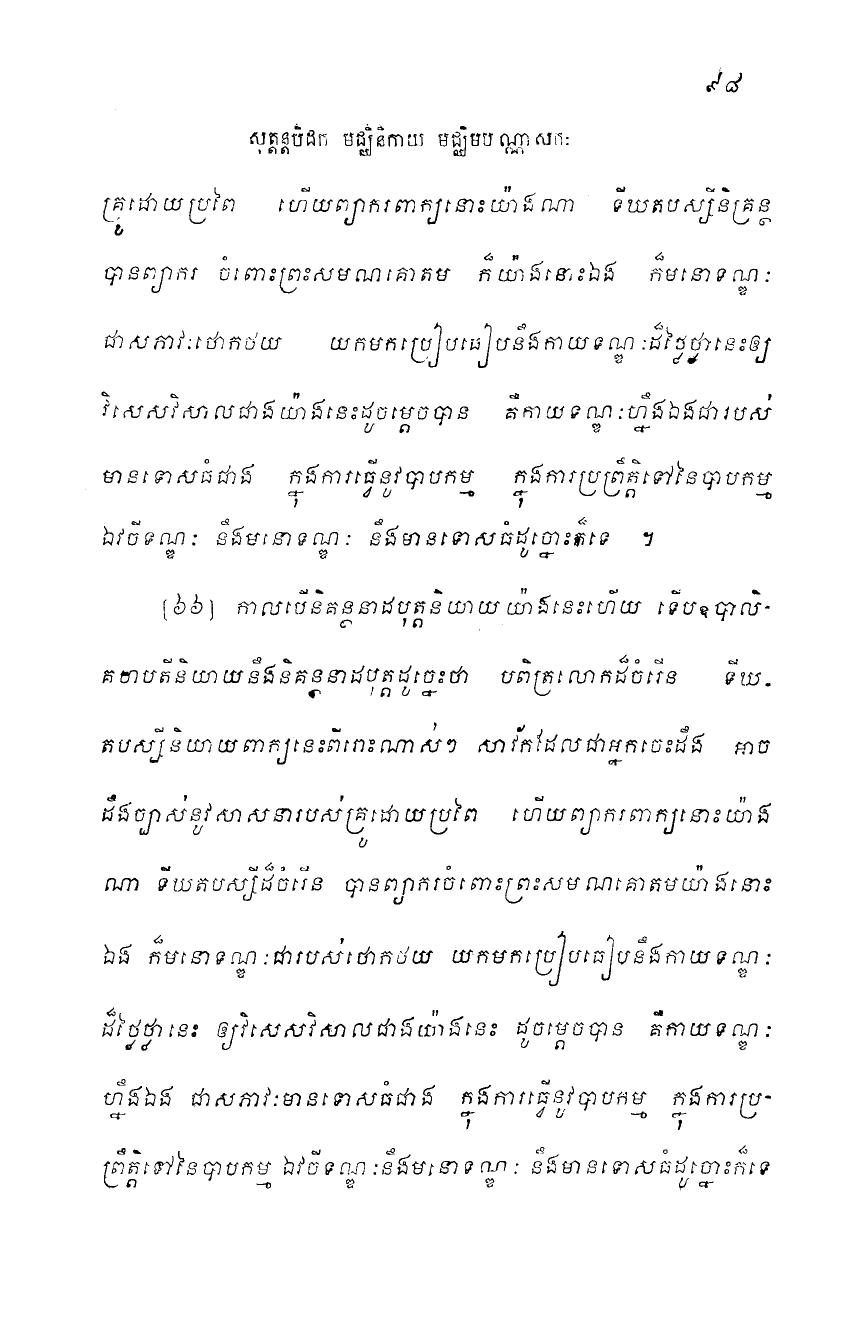 ៩៨
សុត្តន្តបិដក មជ្ឈិនិកាយ មជ្ឈិមបណ្ណាសកៈ
គ្រូដោយប្រពៃ ហើយព្យាករពាក្យនោះយ៉ាងណា ទីឃតបស្សីនិគ្រន្ថ
បានព្យាករ ចំពោះព្រះសមណគោតម ក៏យ៉ាងនោះឯង ក៏មនោទណ្ឌៈ
ជាសភាវៈថោកថយ យកមកប្រៀបធៀបនឹងកាយទណ្ឌៈដ៏ថ្លៃថ្លានេះឲ្យ
វិសេសវិសាលជាងយ៉ាងនេះដូចម្តេចបាន គឺកាយទណ្ឌៈហ្នឹងឯងជារបស់
មានទោសធំជាង ក្នុងការធ្វើនូវបាបកម្ម ក្នុងការប្រព្រឹត្តិទៅនៃបាបកម្ម
ឯវចីទណ្ឌៈ នឹងមនោទណ្ឌៈ នឹងមានទោសធំដូច្នោះក៏ទេ ។
[៦៦] កាលបើនិគន្ថនាដបុត្តនិយាយយ៉ាងនេះហើយ ទើបឧបាលិ-
គហបតីនិយាយនឹងនិគន្ថនាដបុត្តដូច្នេះថា បពិត្រលោកដ៏ចំរើន ទីឃ-
តបស្សីនិយាយពាក្យនេះពីរោះណាស់ៗ សាវ័កដែលជាអ្នកចេះដឹង អាច
ដឹងច្បាស់នូវសាសនារបស់គ្រូដោយប្រពៃ ហើយព្យាករពាក្យនោះយ៉ាង
ណា ទីឃតបស្សីដ៏ចំរើន បានព្យាករចំពោះព្រះសមណគោតមយ៉ាងនោះ
ឯង ក៏មនោទណ្ឌៈជារបស់ថោកថយ យកមកប្រៀបធៀបនឹងកាយទណ្ឌៈ
ដ៏ថ្លៃថ្លានេះ ឲ្យវិសេសវិសាលជាងយ៉ាងនេះ ដូចម្តេចបាន គឺកាយទណ្ឌៈ
ហ្នឹងឯង ជាសភាវៈមានទោសធំជាង ក្នុងការធ្វើនូវបាបកម្ម ក្នុងការប្រ-
ព្រឹត្តិទៅនៃបាបកម្ម ឯវចីទណ្ឌៈនឹងមនោទណ្ឌៈ នឹងមានទោសធំដូច្នោះក៏ទេ